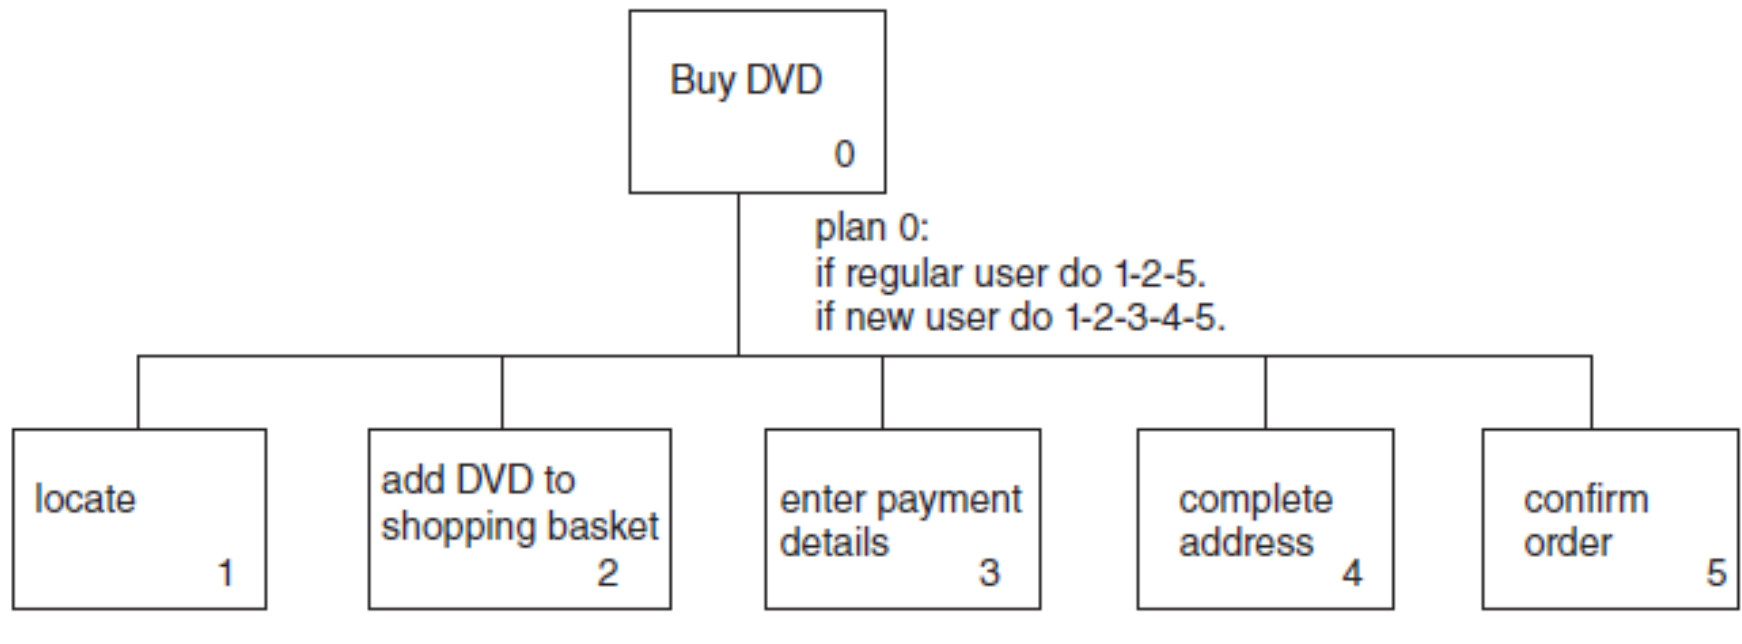 Buy DVD
0
plan 0:
if regular user do 1-2-5.
if new user do 1-2-3-4-5.
locate
1
add DVD to
shopping basket
2
enter payment
details
3
complete
address
4
confirm
order
5